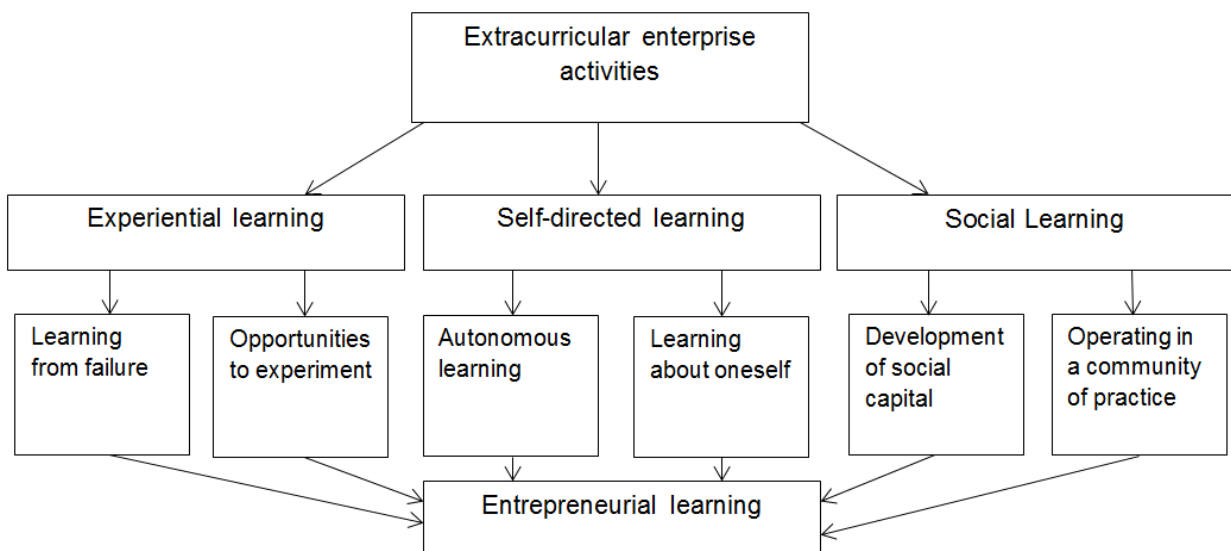 Extracurricular enterprise
activities
Experiential learning
Self-directed learning
Social Learning
Learning
from failure
Opportunities
to experiment
Autonomous
learning
Learning
about oneself
Development
of social
capital
Operating in
a community
of practice
Entrepreneurial learning